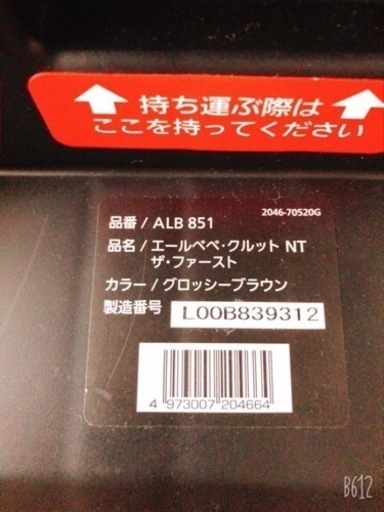 持ち運ぶ際は
ここを持ってください
2046-70520G
品番 / ALB 851
品名 / エールベベ・クルット NT
ザ・ファースト
カラー / グロッシーブラウン
製造番号 L00B839312
4 973007 204664
B612